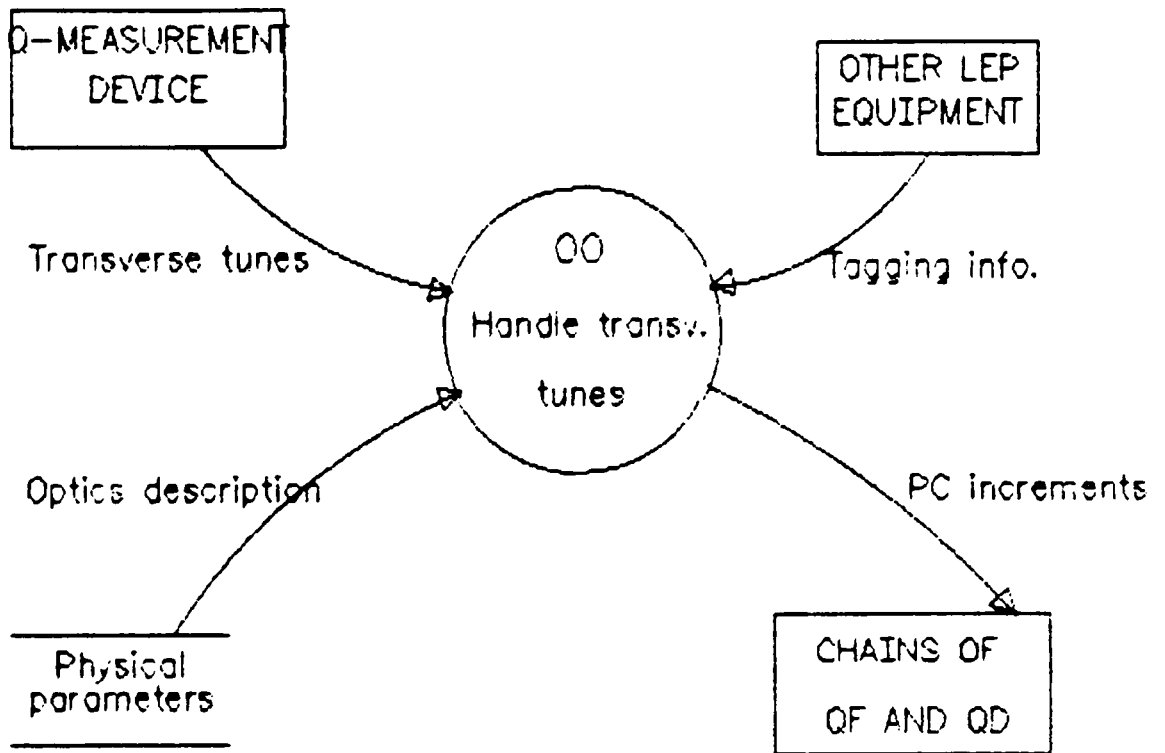 Q-MEASUREMENT
DEVICE
OTHER LEP
EQUIPMENT
Transverse tunes
OO
Handle transv.
tunes
Tagging info.
Optics description
PC increments
Physical
parameters
CHAINS OF
QF AND QD